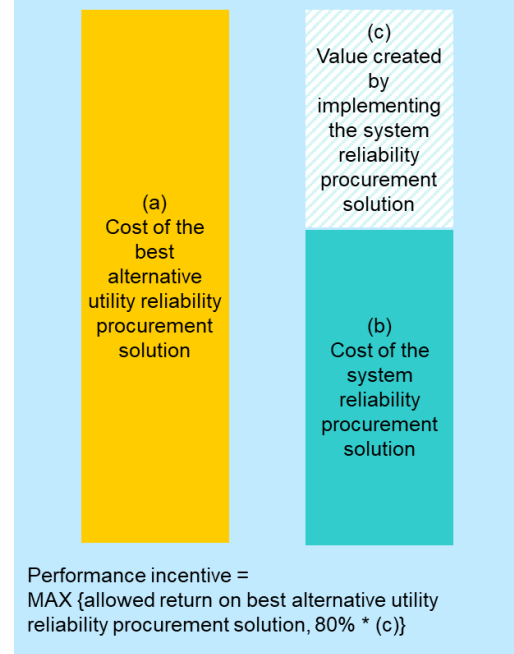 (a)
Cost of the
best
alternative
utility reliability
procurement
solution
(c)
Value created
by
implementing
the system
reliability
procurement
solution
(b)
Cost of the
system
reliability
procurement
solution
Performance incentive =
MAX {allowed return on best alternative utility
reliability procurement solution, 80% * (c)}